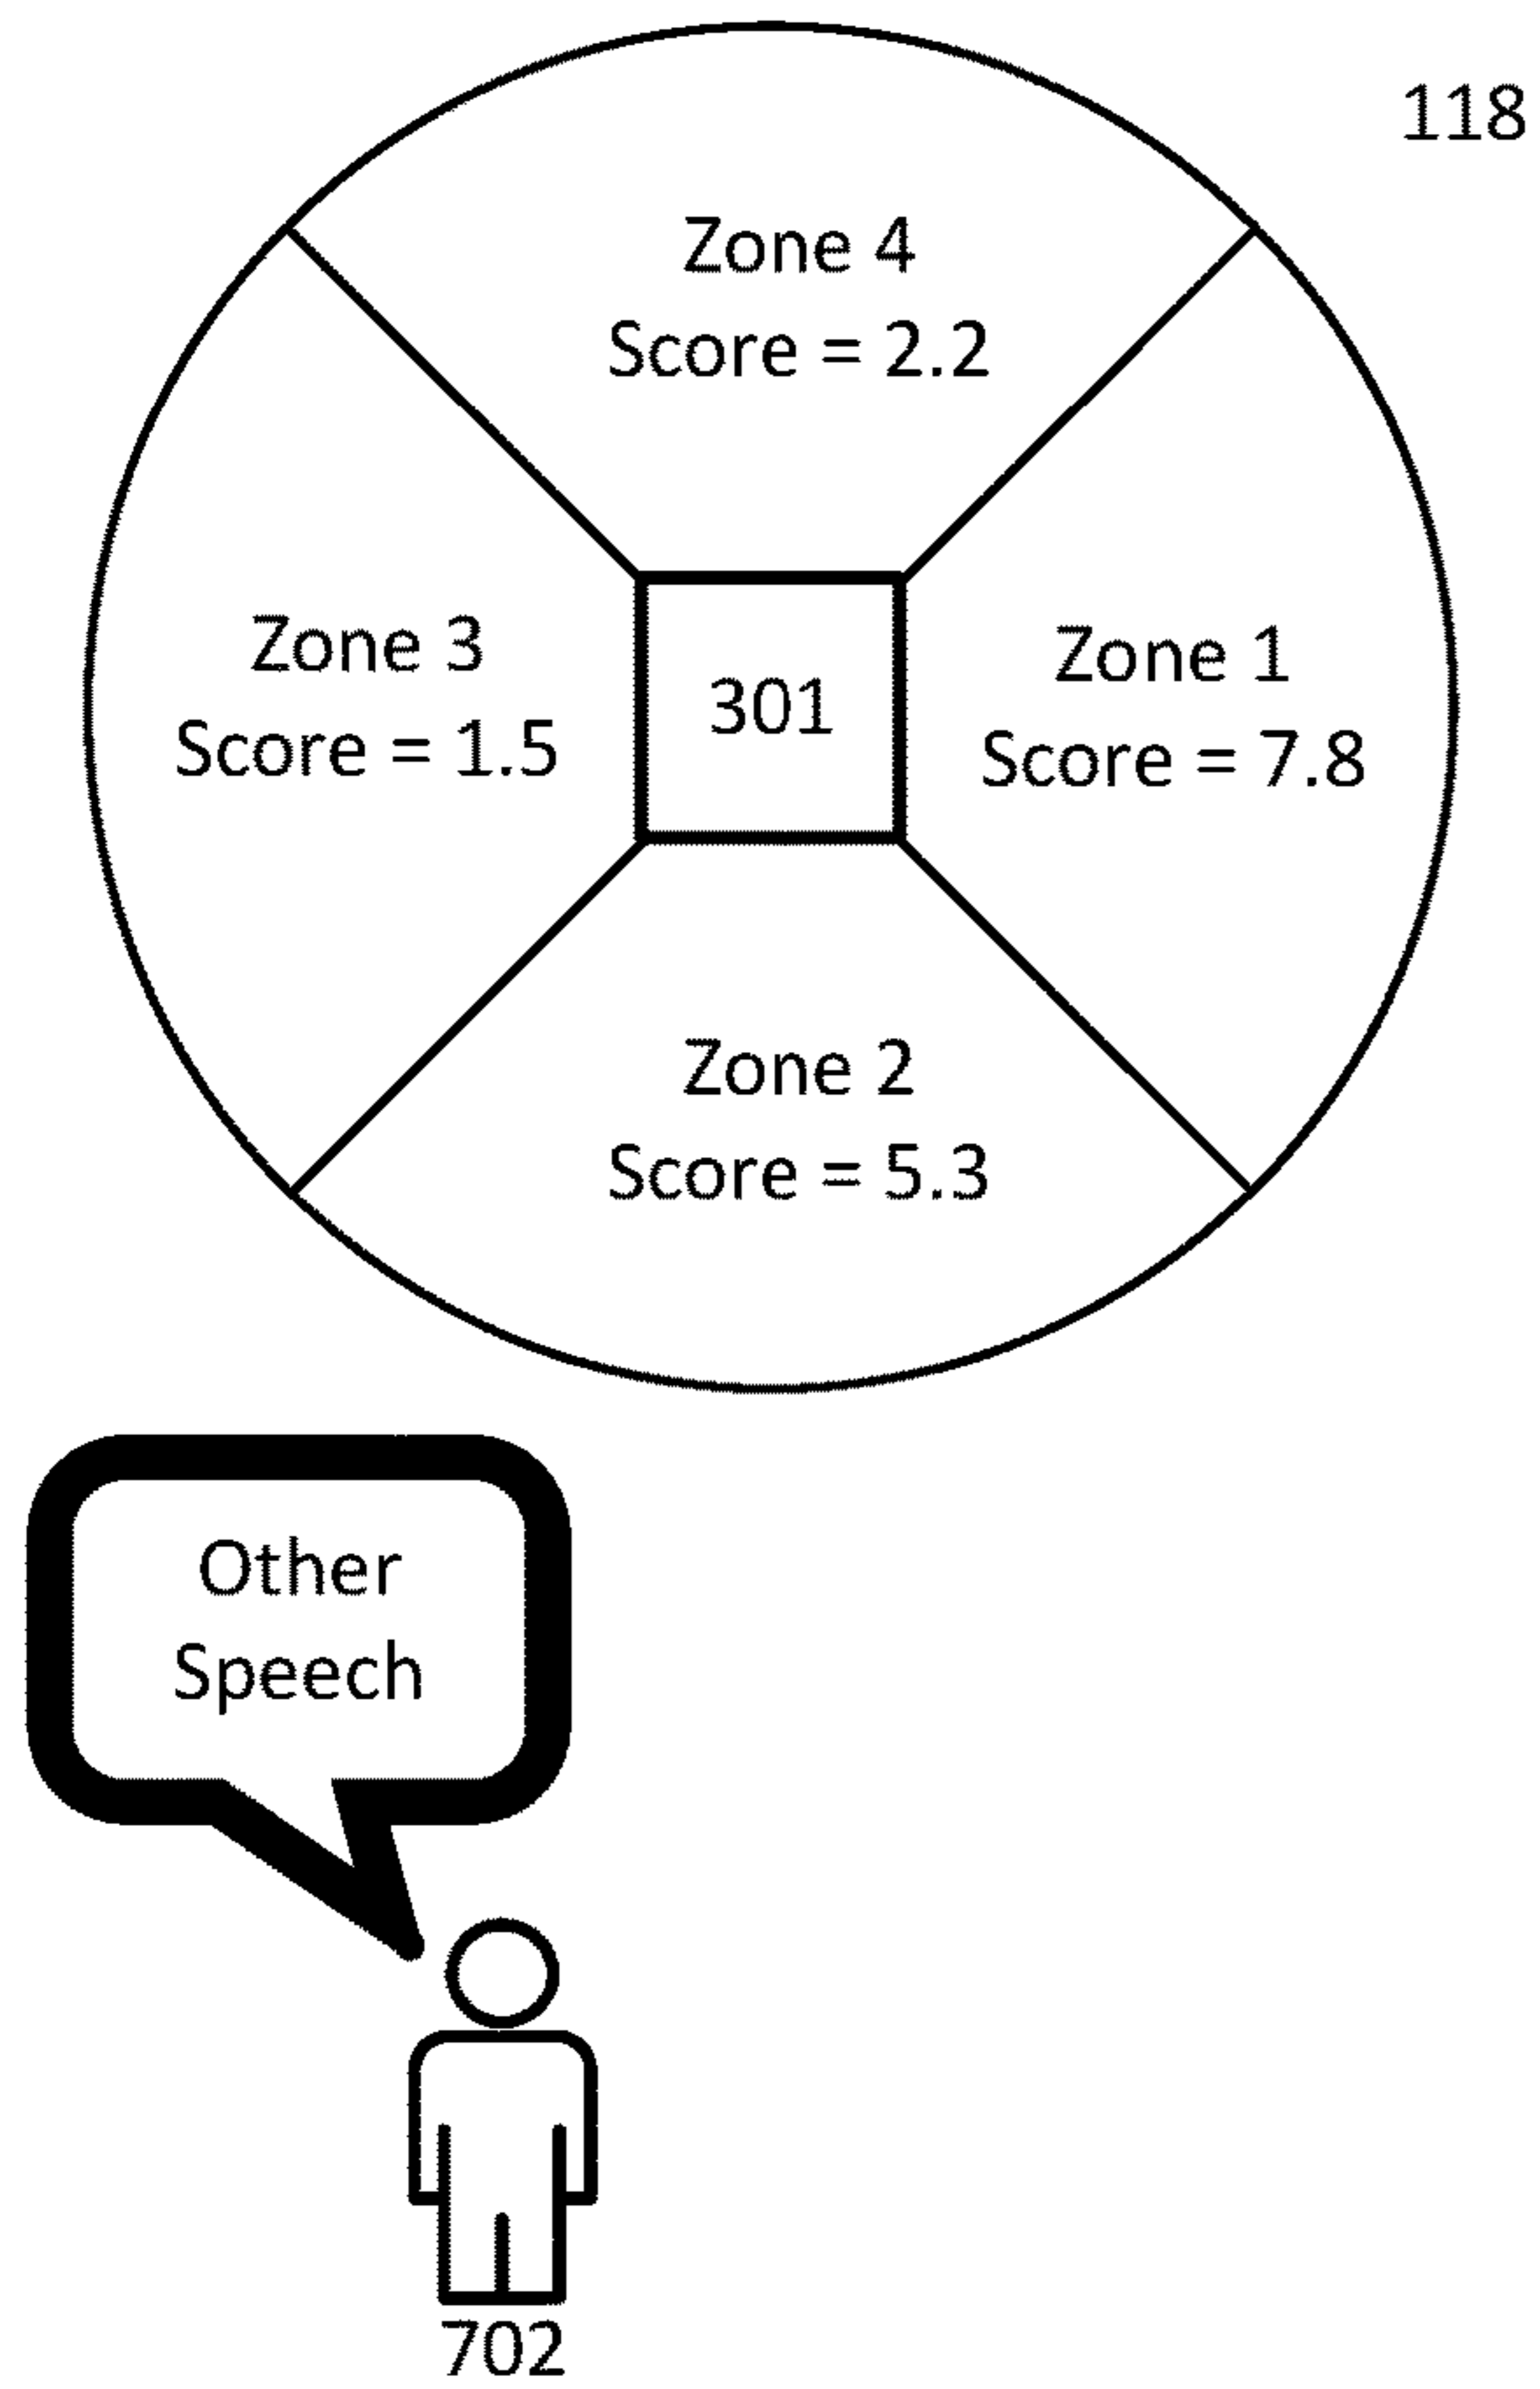 118
Zone 4
Score = 2.2
Zone 3
Score = 1.5
301
Zone 1
Score = 7.8
Zone 2
Score = 5.3
Other
Speech
702